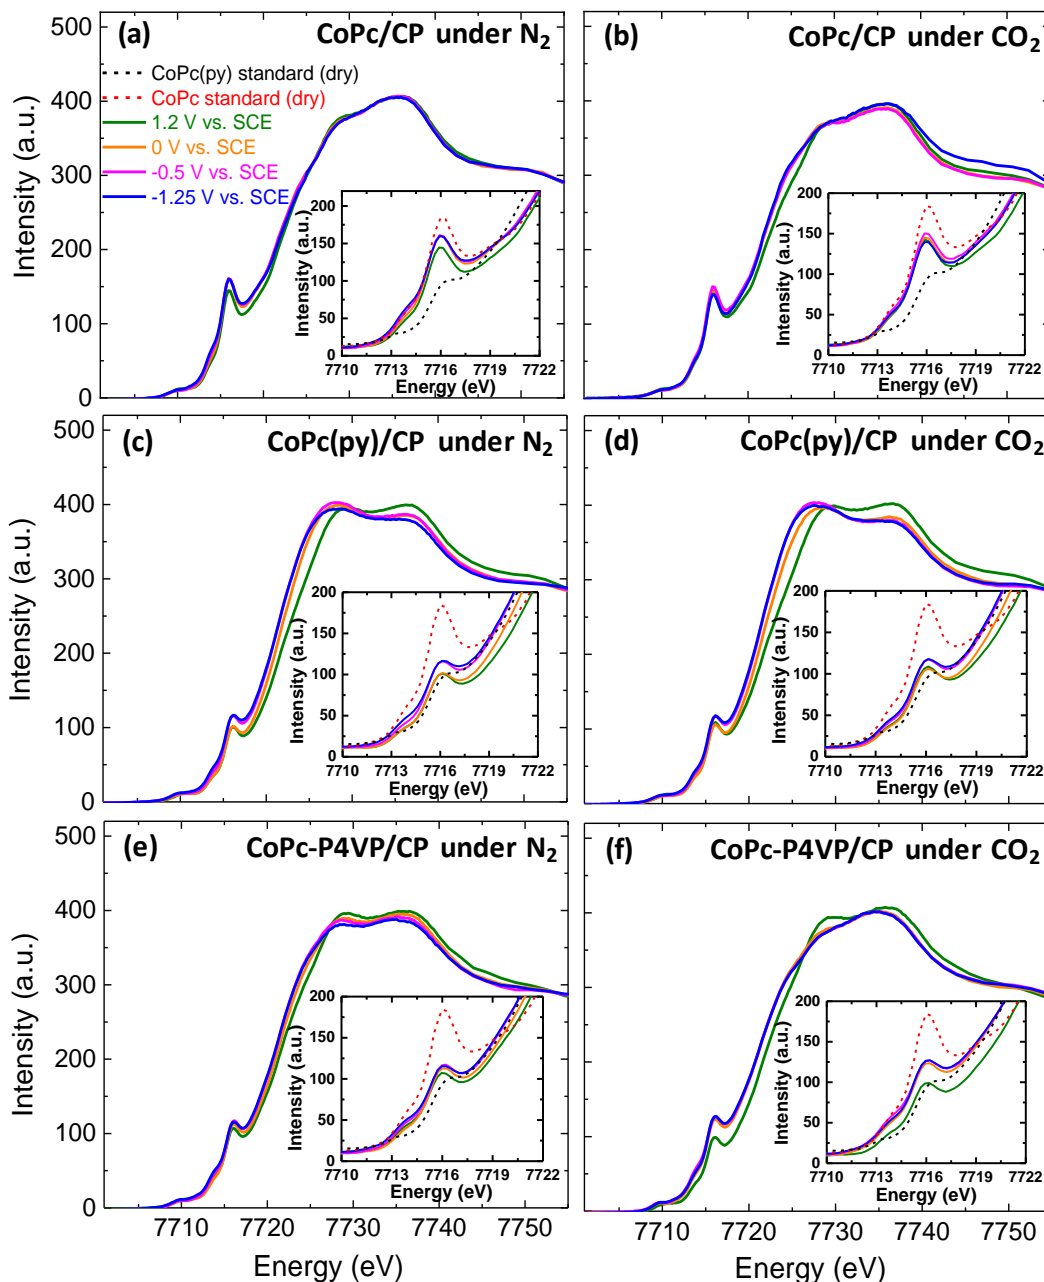 (a) CoPc/CP under N₂
CoPc(py) standard (dry)
CoPc standard (dry)
1.2 V vs. SCE
0 V vs. SCE
-0.5 V vs. SCE
-1.25 V vs. SCE
Intensity (a.u.)
500
400
300
200
100
0
Intensity (a.u.)
200
150
100
50
0
7710 7713 7716 7719 7722
Energy (eV)
(b) CoPc/CP under CO₂
Intensity (a.u.)
200
150
100
50
0
7710 7713 7716 7719 7722
Energy (eV)
(c) CoPc(py)/CP under N₂
Intensity (a.u.)
500
400
300
200
100
0
Intensity (a.u.)
200
150
100
50
0
7710 7713 7716 7719 7722
Energy (eV)
(d) CoPc(py)/CP under CO₂
Intensity (a.u.)
200
150
100
50
0
7710 7713 7716 7719 7722
Energy (eV)
(e) CoPc-P4VP/CP under N₂
Intensity (a.u.)
500
400
300
200
100
0
Intensity (a.u.)
200
150
100
50
0
7710 7713 7716 7719 7722
Energy (eV)
7710 7720 7730 7740 7750
Energy (eV)
(f) CoPc-P4VP/CP under CO₂
Intensity (a.u.)
200
150
100
50
0
7710 7713 7716 7719 7722
Energy (eV)
7710 7720 7730 7740 7750
Energy (eV)